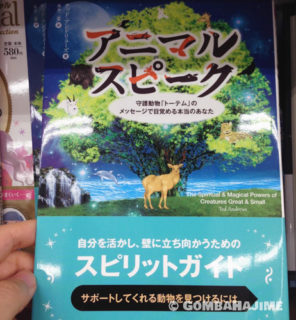 アニマル
スピーク
守護動物「トーテム」の
メッセージで目覚める本当のあなた
The Spiritual & Magical Powers of
Creatures Great & Small
Ted Andrews
自分を活かし、壁に立ち向かうための
スピリットガイド
サポートしてくれる動物を見つけるには
580
© GOMBAHAJIME